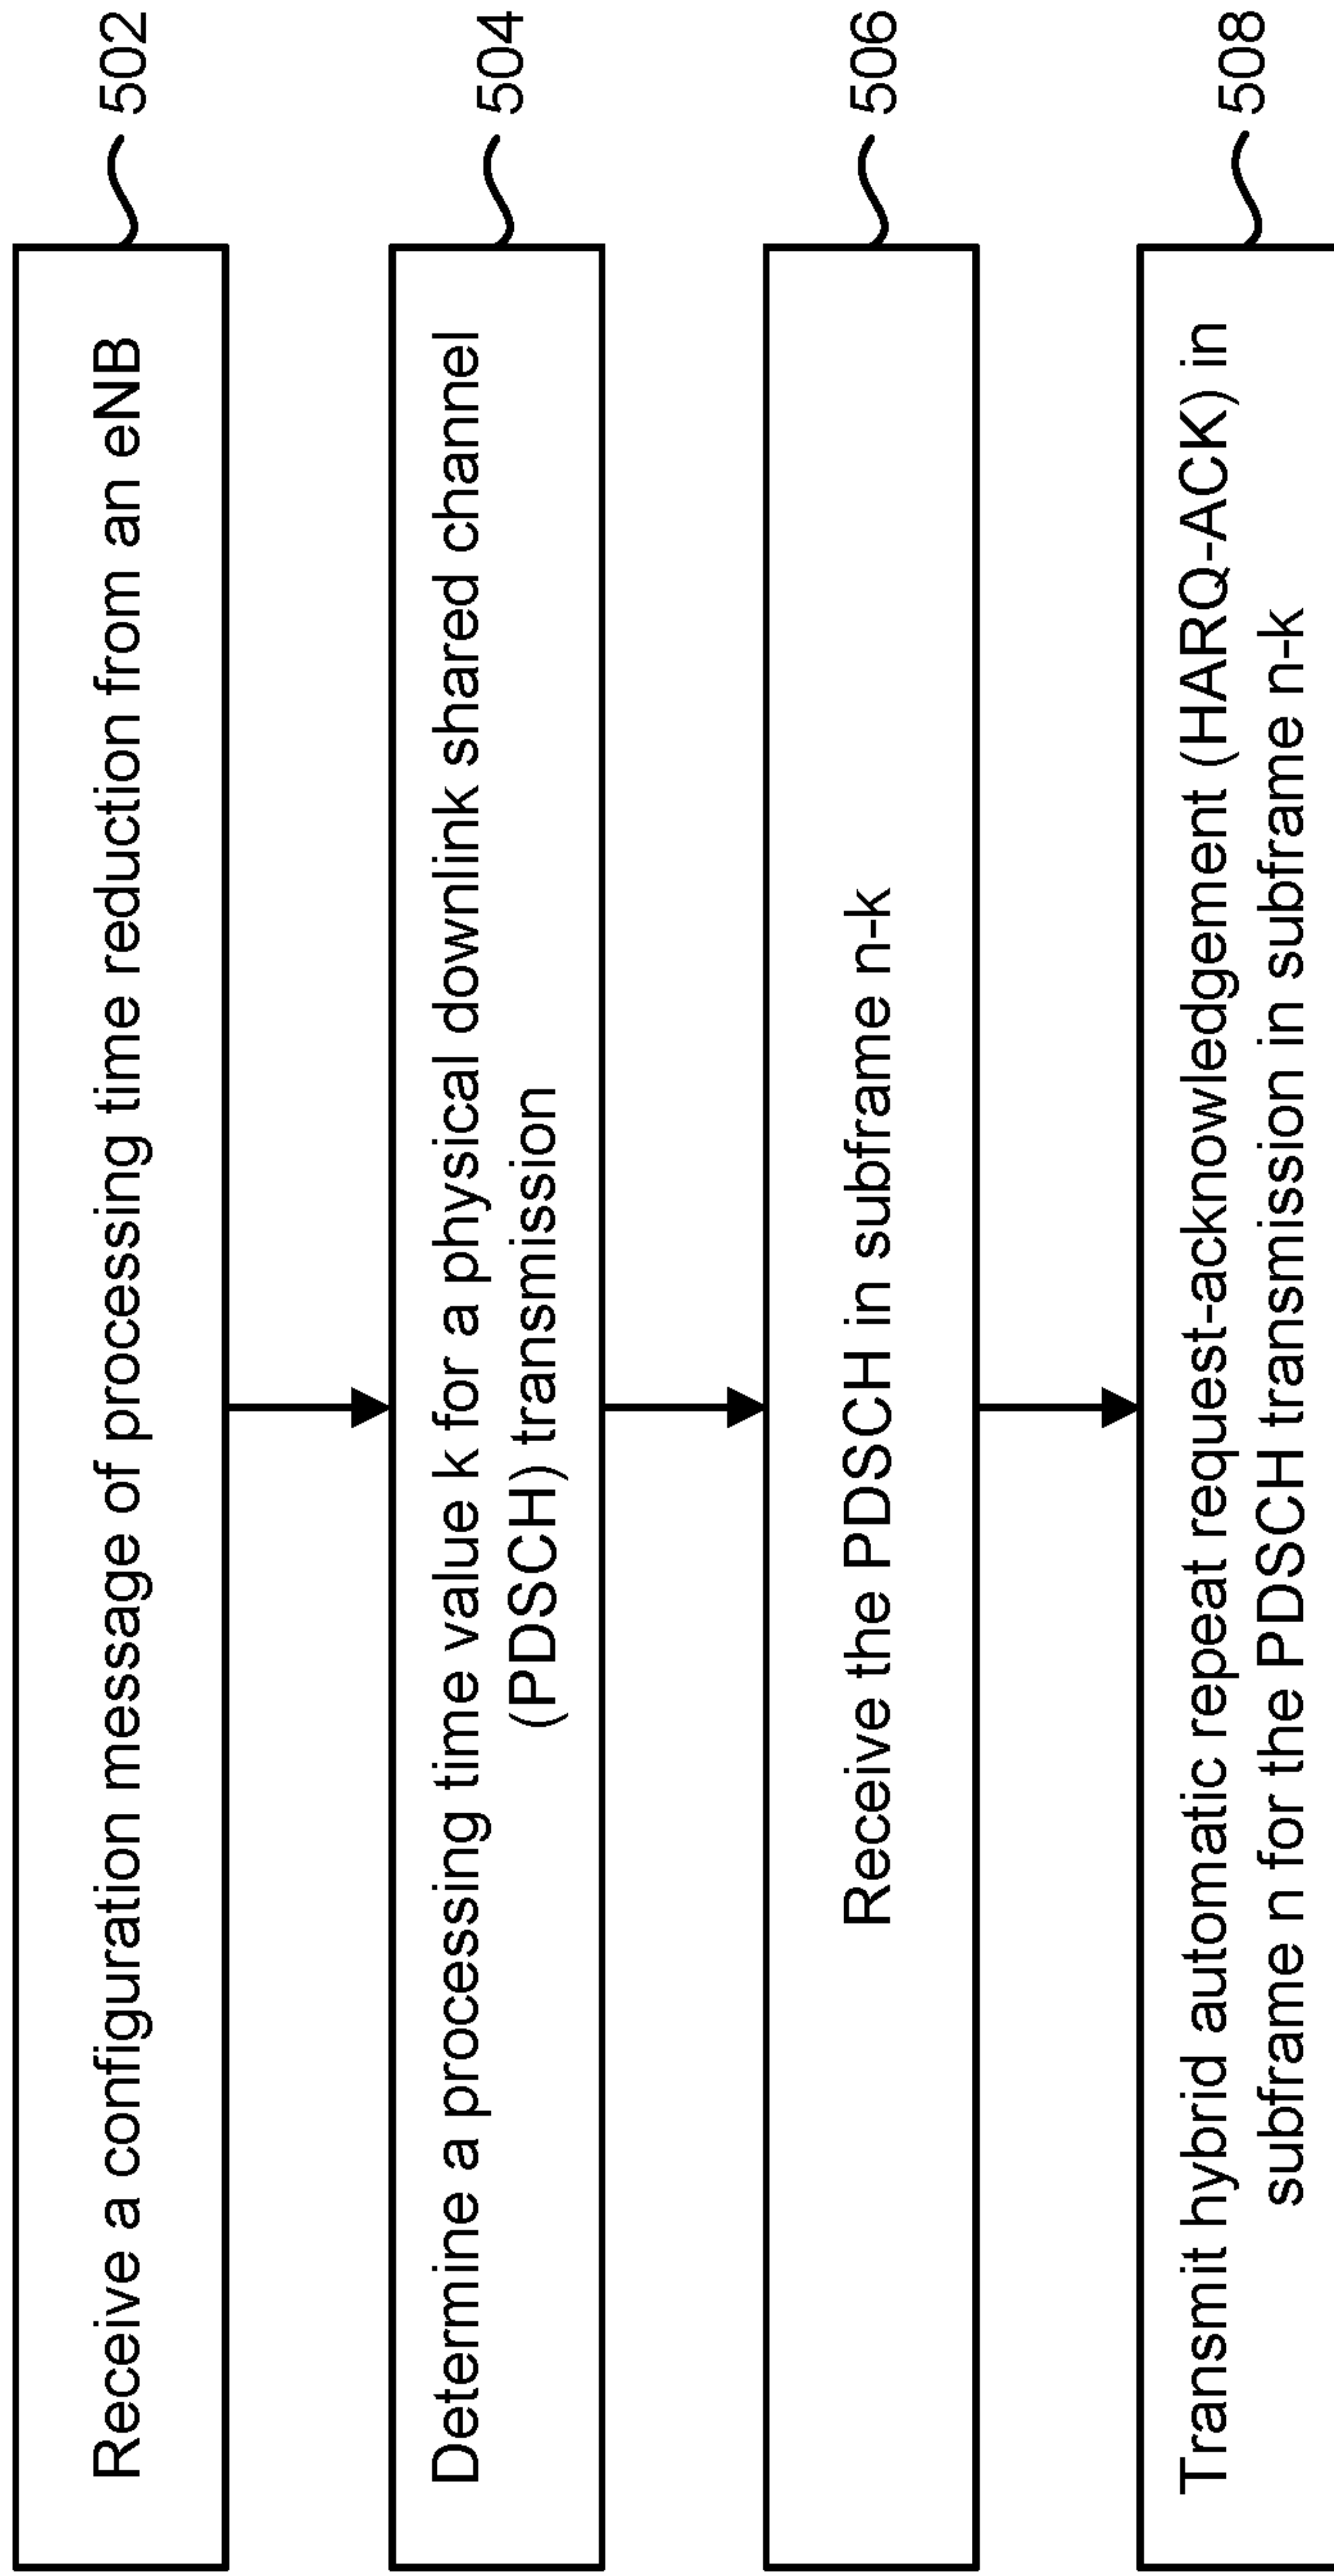 Receive a configuration message of processing time reduction from an eNB
502
Determine a processing time value k for a physical downlink shared channel
(PDSCH) transmission
504
Receive the PDSCH in subframe n-k
506
Transmit hybrid automatic repeat request-acknowledgement (HARQ-ACK) in
subframe n for the PDSCH transmission in subframe n-k
508